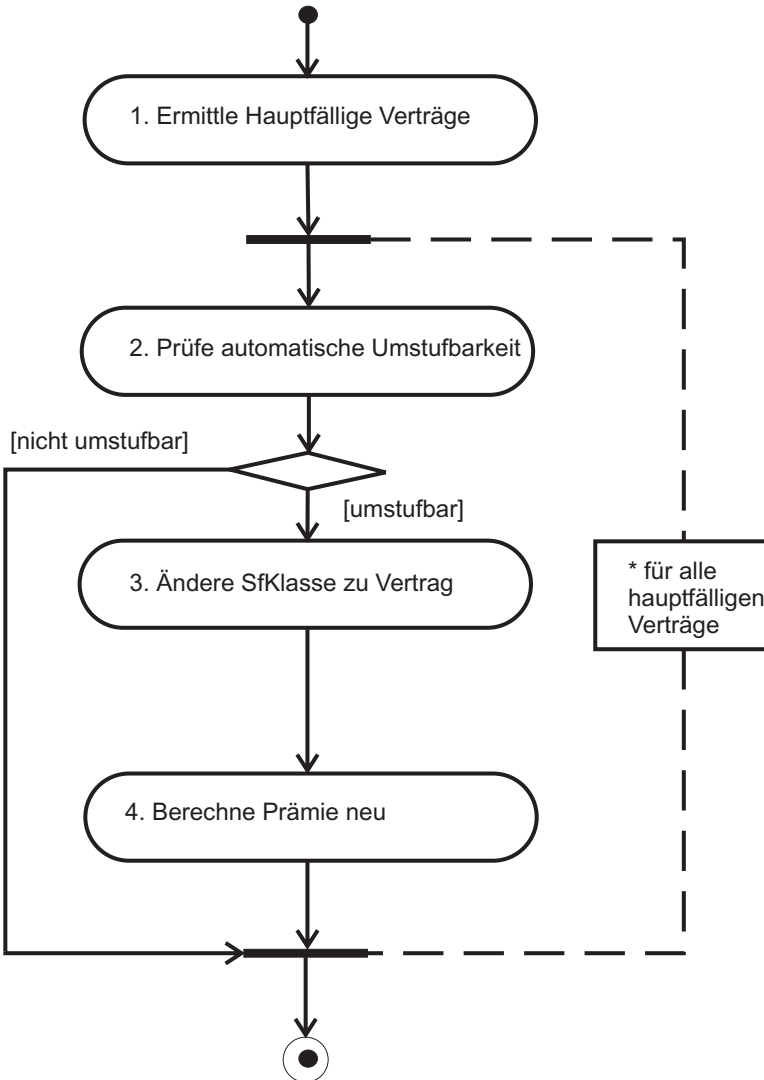 1. Ermittle Hauptfällige Verträge
2. Prüfe automatische Umstufbarkeit
[nicht umstufbar]
[umstufbar]
3. Ändere SfKlasse zu Vertrag
* für alle
hauptfälligen
Verträge
4. Berechne Prämie neu